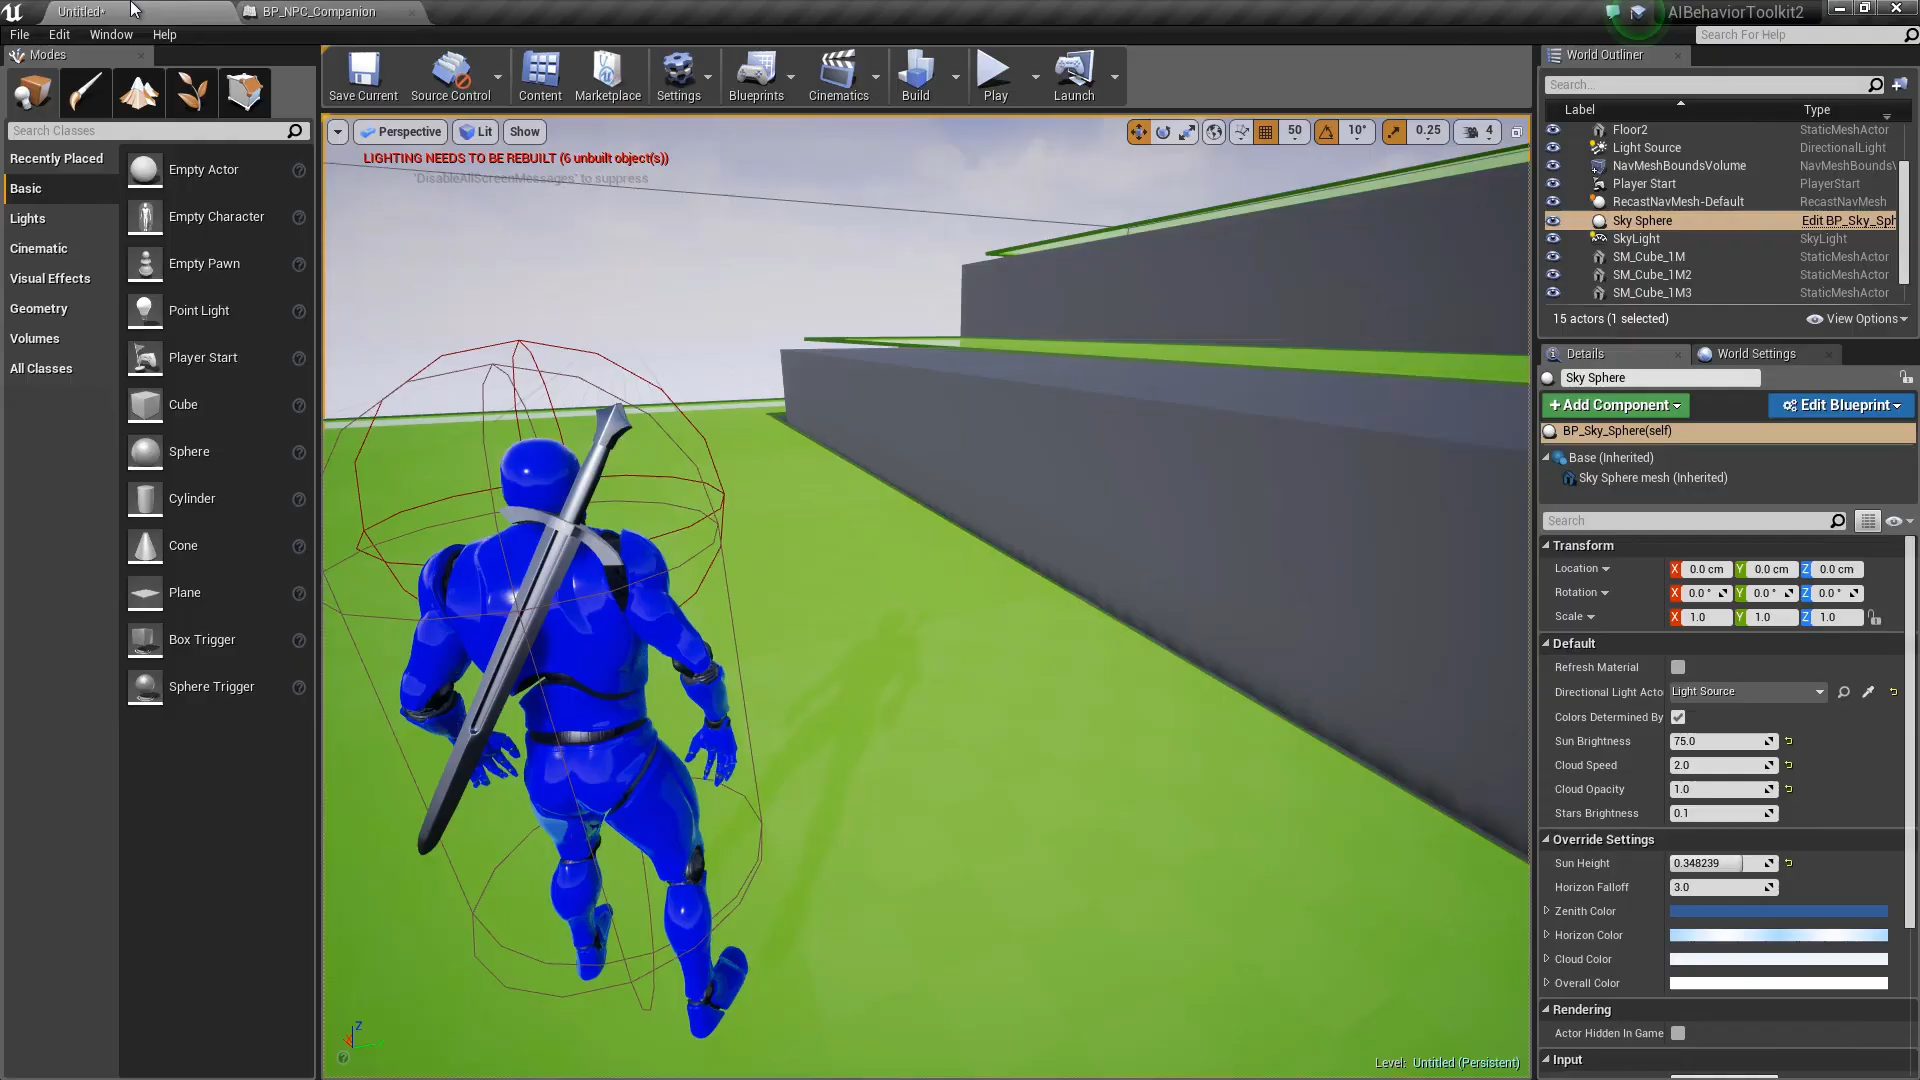 Untitled*
BP_NPC_Companion
AIBehaviorToolkit2
File Edit Window Help
Search For Help
Modes
Save Current
Source Control
Content
Marketplace
Settings
Blueprints
Cinematics
Build
Play
Launch
World Outliner
Search...
Label Type
Search Classes
Recently Placed
Basic
Lights
Cinematic
Visual Effects
Geometry
Volumes
All Classes
Empty Actor
Empty Character
Empty Pawn
Point Light
Player Start
Cube
Sphere
Cylinder
Cone
Plane
Box Trigger
Sphere Trigger
Perspective Lit Show
50 10° 0.25 4
LIGHTING NEEDS TO BE REBUILT (6 unbuilt object(s))
'DisableAllScreenMessages' to suppress
Floor2 StaticMeshActor
Light Source DirectionalLight
NavMeshBoundsVolume NavMeshBoundsV
Player Start PlayerStart
RecastNavMesh-Default RecastNavMesh
Sky Sphere Edit BP_Sky_Sph
SkyLight SkyLight
SM_Cube_1M StaticMeshActor
SM_Cube_1M2 StaticMeshActor
SM_Cube_1M3 StaticMeshActor
15 actors (1 selected) View Options
Details World Settings
Sky Sphere
+Add Component Edit Blueprint
BP_Sky_Sphere(self)
Base (Inherited)
Sky Sphere mesh (Inherited)
Search
Transform
Location X 0.0 cm Y 0.0 cm Z 0.0 cm
Rotation X 0.0 ° Y 0.0 ° Z 0.0 °
Scale X 1.0 Y 1.0 Z 1.0
Default
Refresh Material
Directional Light Acto Light Source
Colors Determined By
Sun Brightness 75.0
Cloud Speed 2.0
Cloud Opacity 1.0
Stars Brightness 0.1
Override Settings
Sun Height 0.348239
Horizon Falloff 3.0
Zenith Color
Horizon Color
Cloud Color
Overall Color
Rendering
Actor Hidden In Game
Input
Z
Level: Untitled (Persistent)